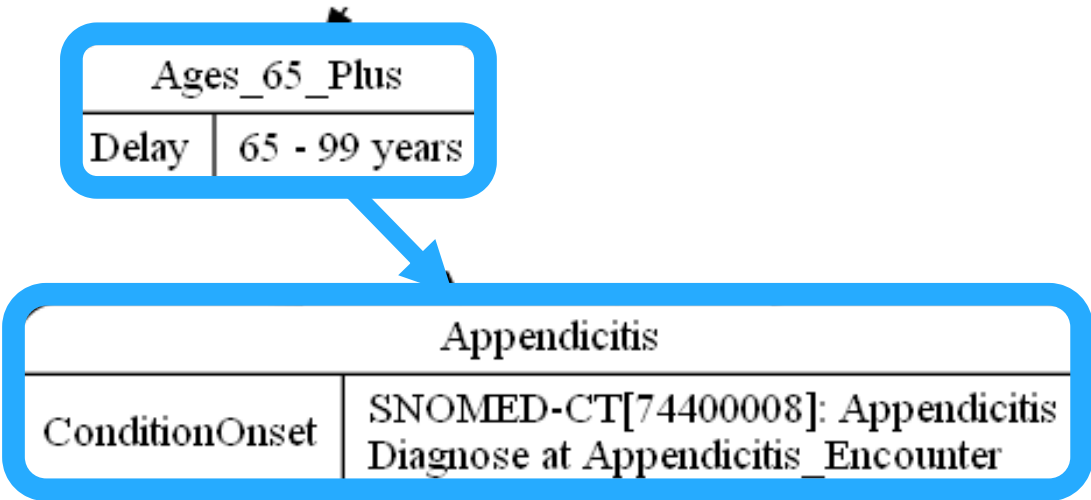 Ages_65_Plus
Delay 65 - 99 years
Appendicitis
ConditionOnset
SNOMED-CT[74400008]: Appendicitis
Diagnose at Appendicitis_Encounter